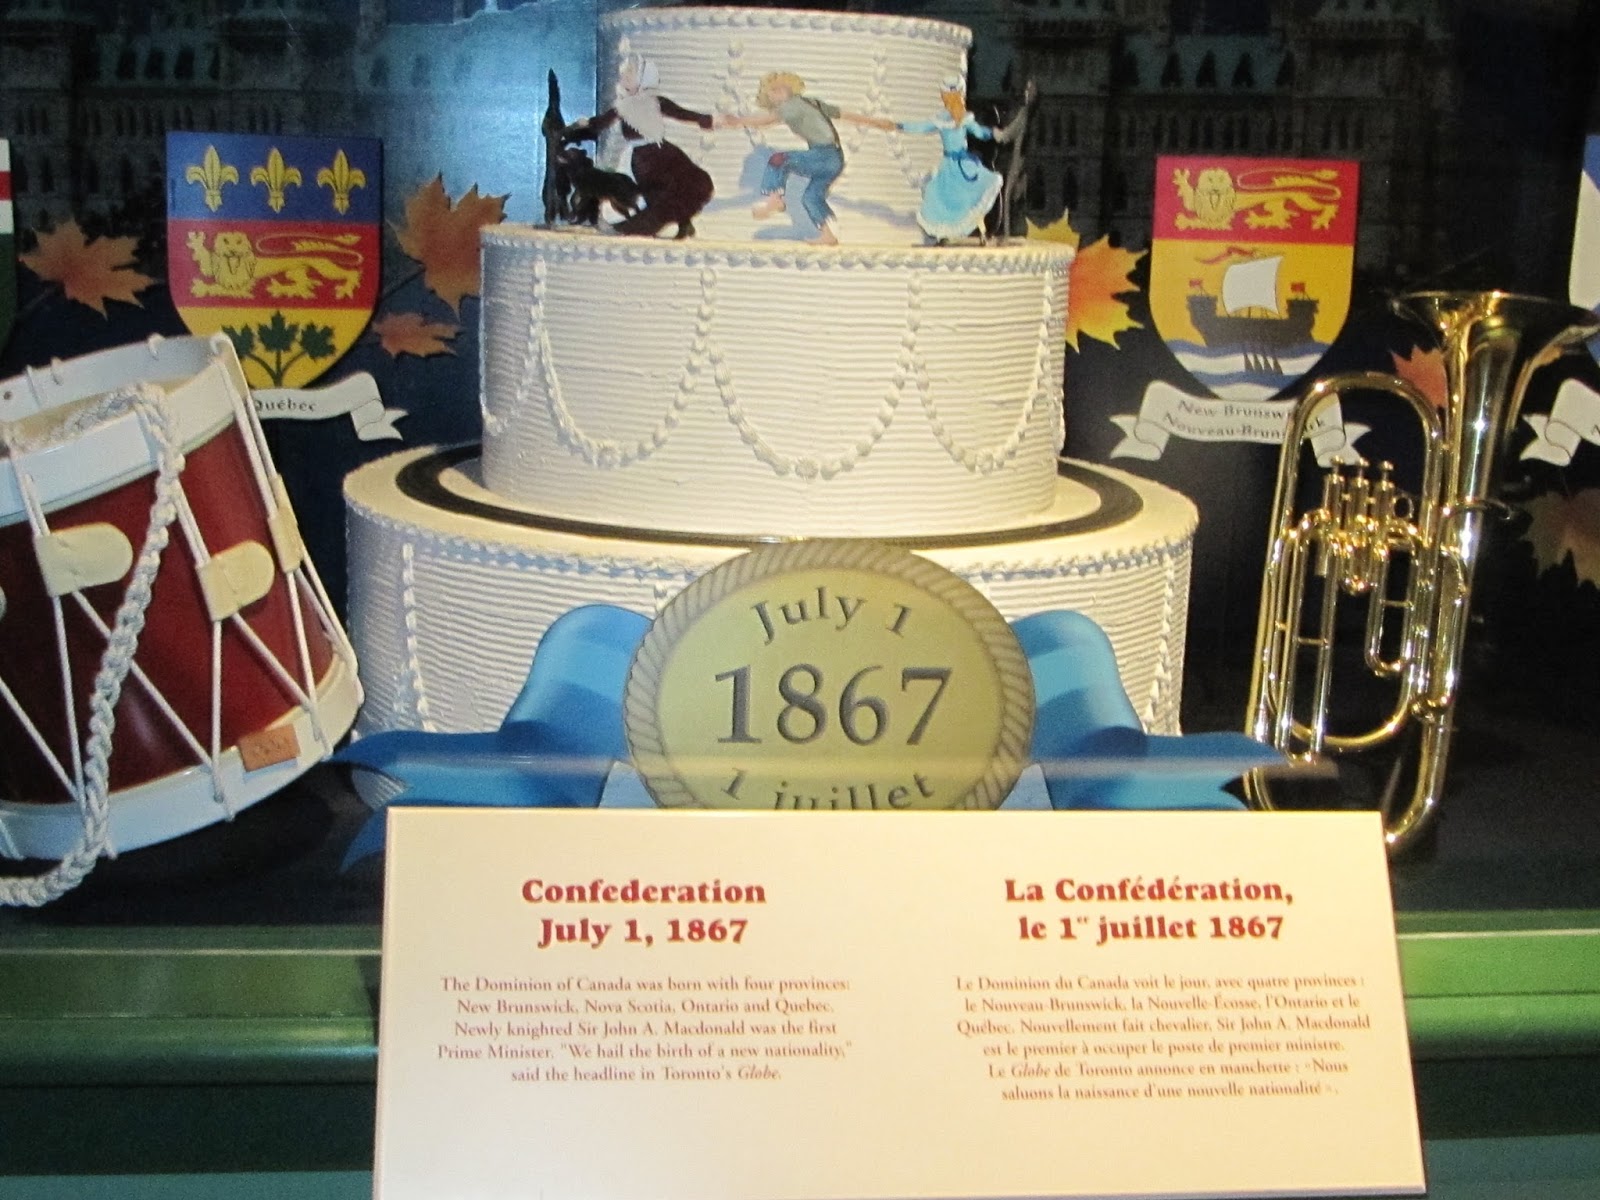 Québec
New Brunswick
Nouveau-Brunswick
July 1
1867
1 juillet
Confederation
July 1, 1867
The Dominion of Canada was born with four provinces:
New Brunswick, Nova Scotia, Ontario and Quebec.
Newly knighted Sir John A. Macdonald was the first
Prime Minister. "We hail the birth of a new nationality,"
said the headline in Toronto's Globe.
La Confédération,
le 1er juillet 1867
Le Dominion du Canada voit le jour, avec quatre provinces :
le Nouveau-Brunswick, la Nouvelle-Écosse, l'Ontario et le
Québec. Nouvellement fait chevalier, Sir John A. Macdonald
est le premier à occuper le poste de premier ministre.
Le Globe de Toronto annonce en manchette : «Nous
saluons la naissance d'une nouvelle nationalité ».